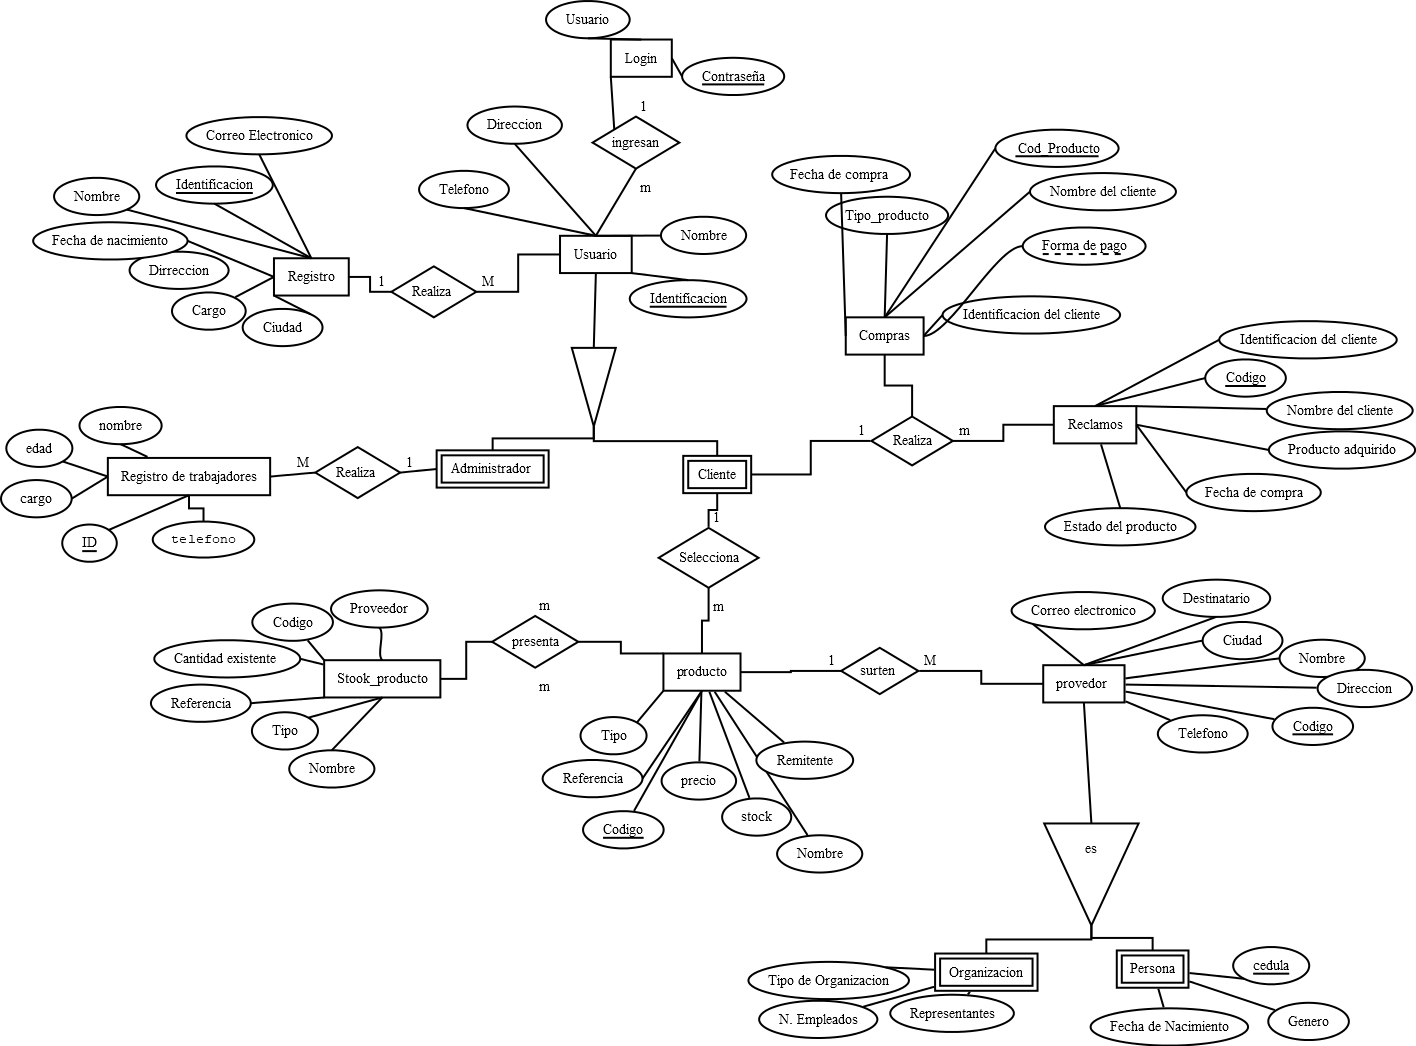 Usuario
Login
Contraseña
1
ingresan
m
Direccion
Telefono
Nombre
Usuario
Identificacion
Correo Electronico
Identificacion
Nombre
Fecha de nacimiento
Dirreccion
Cargo
Ciudad
Registro
1
Realiza
M
Fecha de compra
Tipo_producto
Cod_Producto
Nombre del cliente
Forma de pago
Identificacion del cliente
Compras
Identificacion del cliente
Codigo
Nombre del cliente
Producto adquirido
Fecha de compra
Estado del producto
Reclamos
1
Realiza
m
nombre
edad
cargo
ID
telefono
Registro de trabajadores
M
Realiza
1
Administrador
Cliente
1
Selecciona
m
Proveedor
Codigo
Cantidad existente
Referencia
Tipo
Nombre
Stook_producto
m
presenta
m
producto
1
surten
M
Tipo
Referencia
Codigo
precio
stock
Nombre
Remitente
Correo electronico
Destinatario
Ciudad
Nombre
Direccion
Codigo
Telefono
provedor
es
Organizacion
Tipo de Organizacion
N. Empleados
Representantes
Persona
cedula
Genero
Fecha de Nacimiento